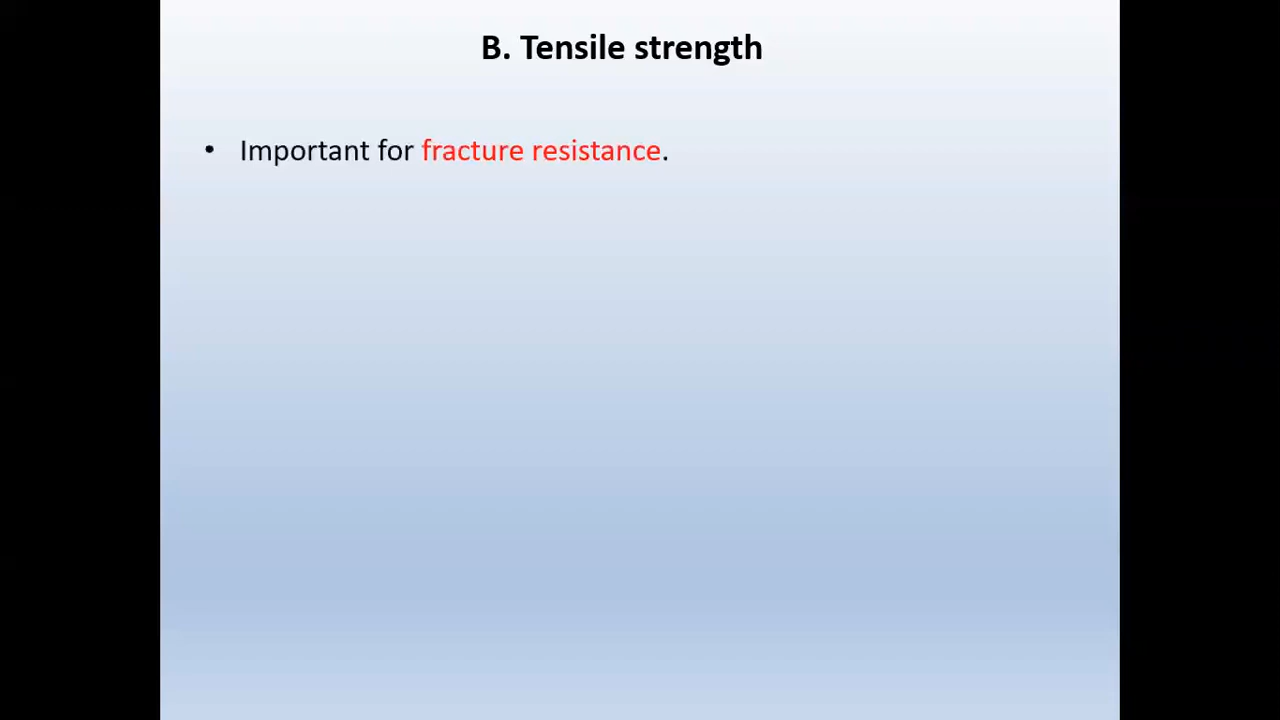 B. Tensile strength
• Important for fracture resistance.